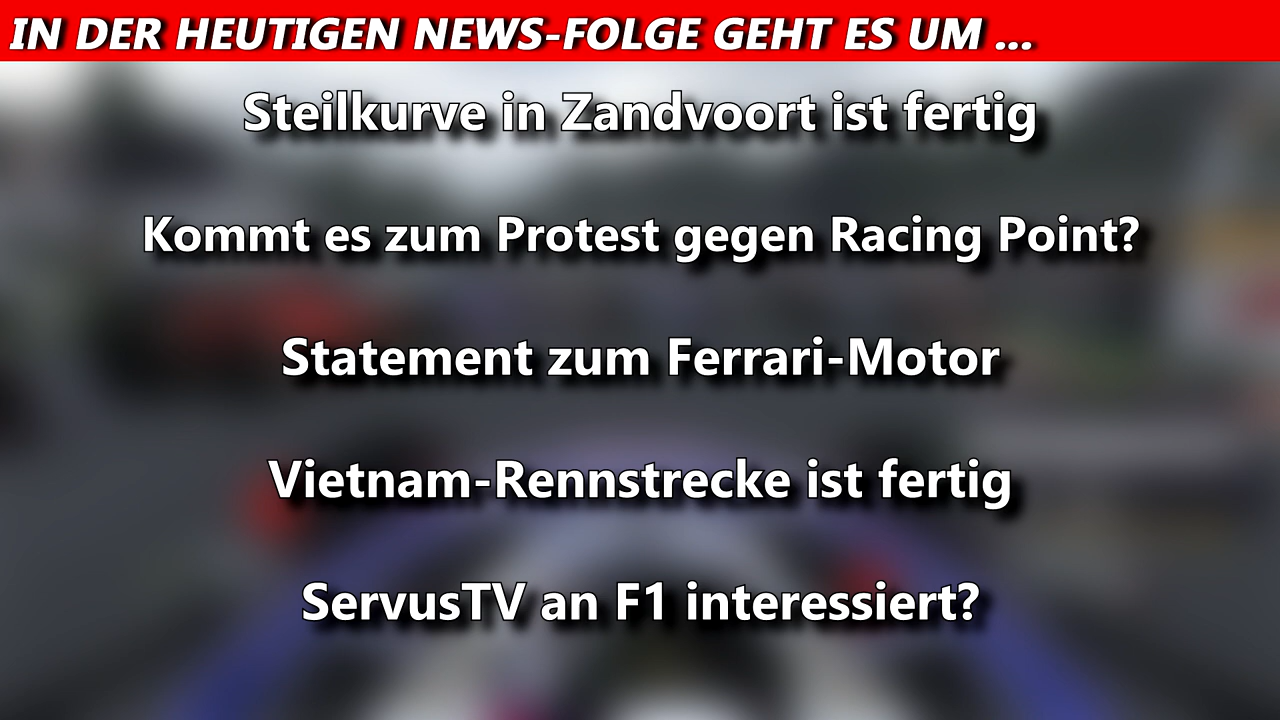 IN DER HEUTIGEN NEWS-FOLGE GEHT ES UM ...
Steilkurve in Zandvoort ist fertig
Kommt es zum Protest gegen Racing Point?
Statement zum Ferrari-Motor
Vietnam-Rennstrecke ist fertig
ServusTV an F1 interessiert?